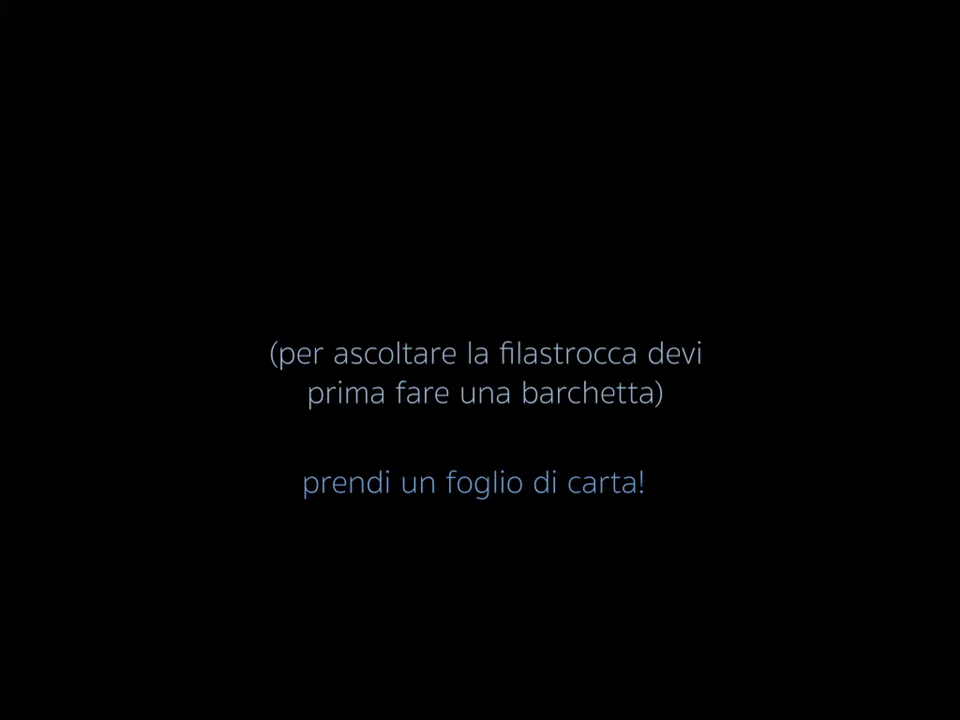 (per ascoltare la filastrocca devi
prima fare una barchetta)
prendi un foglio di carta!